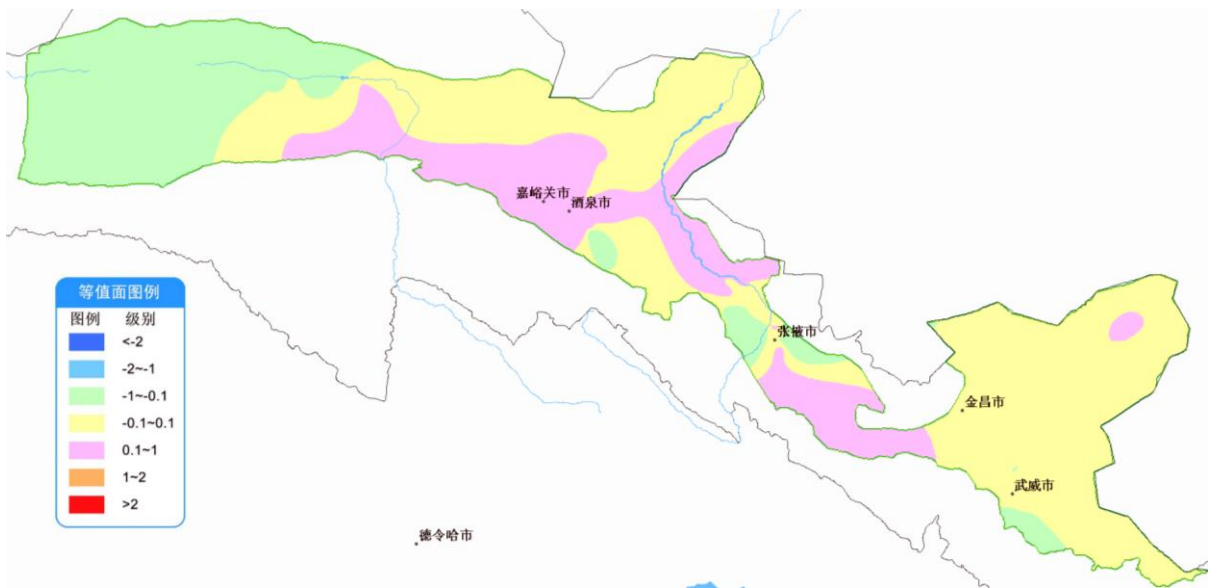 嘉峪关市
酒泉市
等值面图例
图例 级别
<-2
-2~-1
-1~-0.1
-0.1~0.1
0.1~1
1~2
>2
张掖市
金昌市
武威市
德令哈市